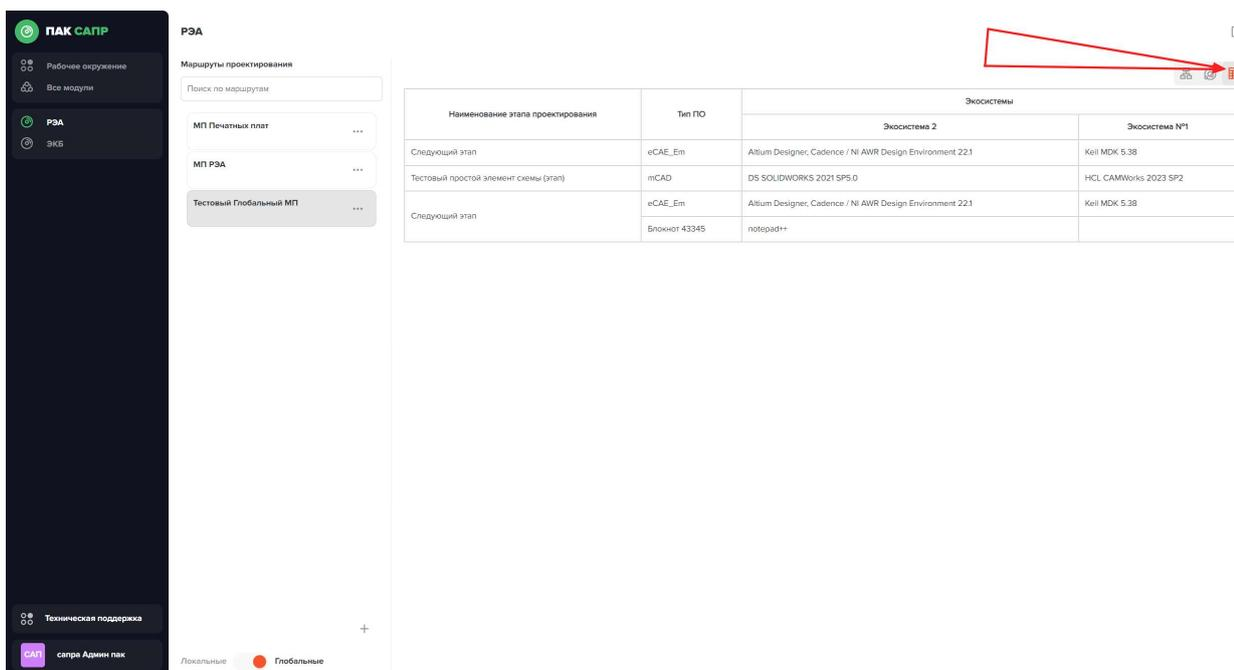 ПАК САПР
Рабочее окружение
Все модули
РЭА
ЭКБ
Техническая поддержка
САП
сапра Админ пак
РЭА
Маршруты проектирования
Поиск по маршрутам
МП Печатных плат
МП РЭА
Тестовый Глобальный МП
Локальные
Глобальные
Наименование этапа проектирования
Тип ПО
Экосистемы
Экосистема 2
Экосистема №1
Следующий этап
eCAE_Em
Altium Designer, Cadence / NI AWR Design Environment 22.1
Keil MDK 5.38
Тестовый простой элемент схемы (этап)
mCAD
DS SOLIDWORKS 2021 SP5.0
HCL CAMWorks 2023 SP2
Следующий этап
eCAE_Em
Altium Designer, Cadence / NI AWR Design Environment 22.1
Keil MDK 5.38
Блокнот 43345
notepad++